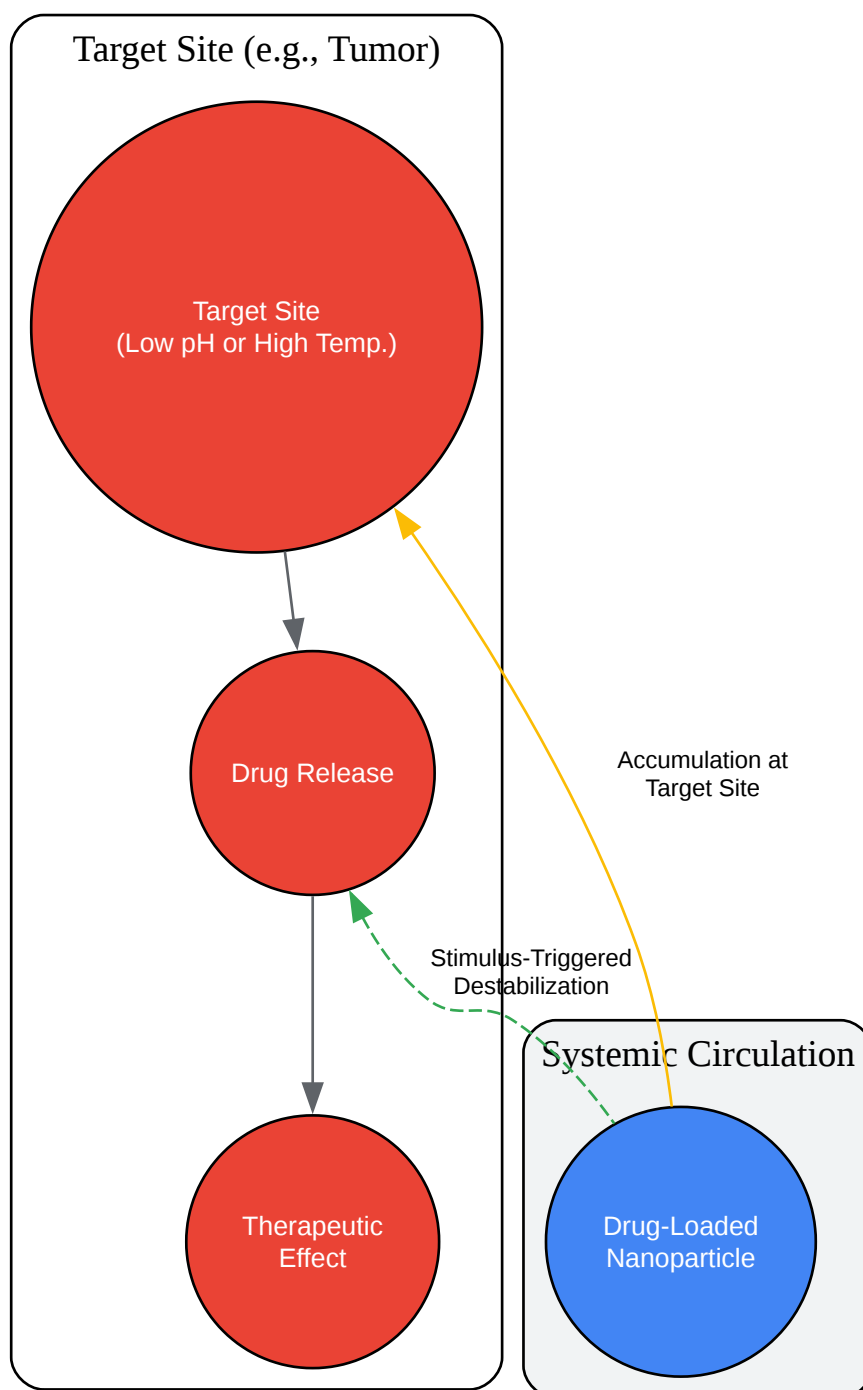 Target Site (e.g., Tumor)
Target Site
(Low pH or High Temp.)
Drug Release
Accumulation at
Target Site
Stimulus-Triggered
Destabilization
Systemic Circulation
Therapeutic
Effect
Drug-Loaded
Nanoparticle